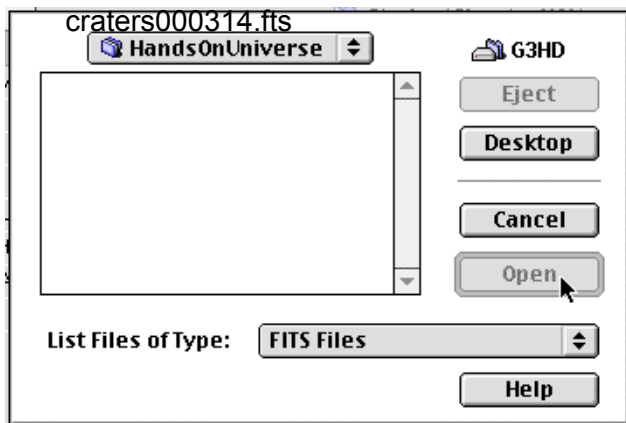 craters000314.fts
HandsOnUniverse
G3HD
Eject
Desktop
Cancel
Open
List Files of Type:
FITS Files
Help